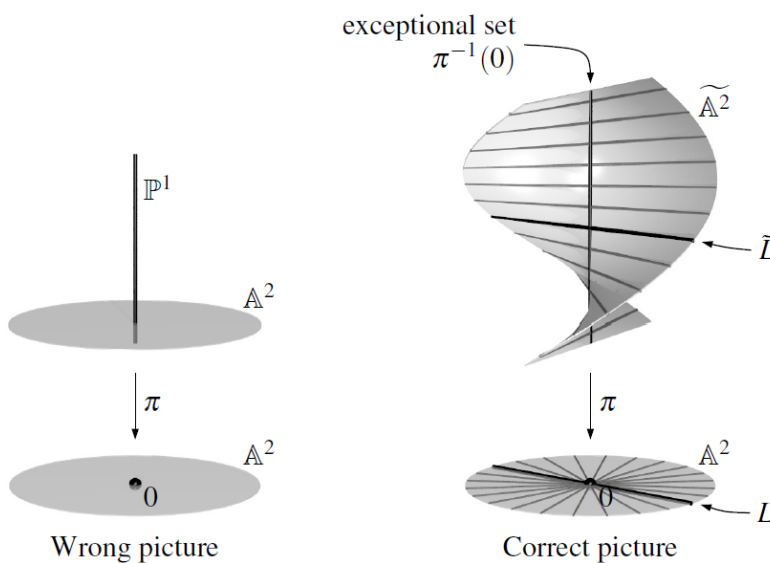 exceptional set
π⁻¹(0)
𝔸̃²
ℙ¹
L̃
𝔸²
π
π
𝔸²
𝔸²
0
0
L
Wrong picture
Correct picture